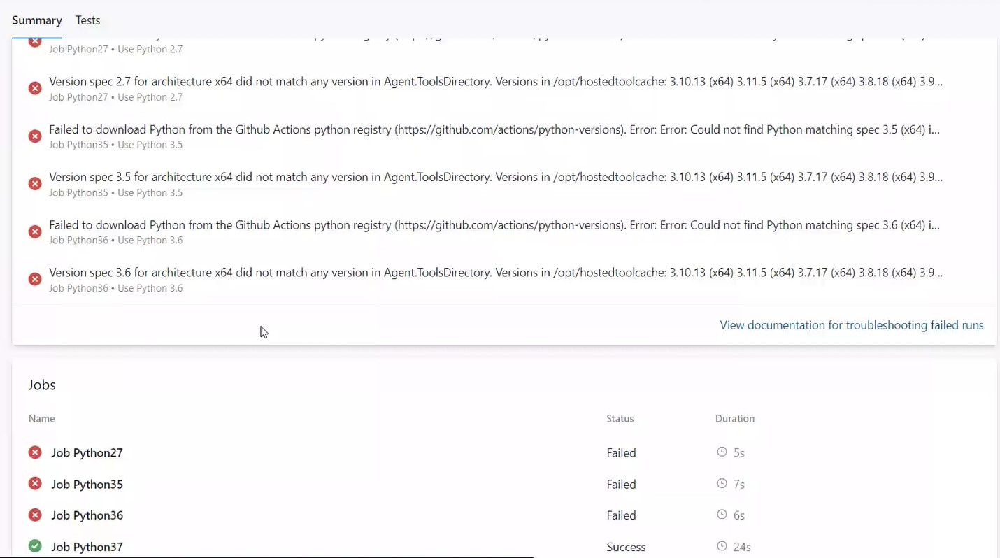 Summary Tests
Job Python27 • Use Python 2.7
Version spec 2.7 for architecture x64 did not match any version in Agent.ToolsDirectory. Versions in /opt/hostedtoolcache: 3.10.13 (x64) 3.11.5 (x64) 3.7.17 (x64) 3.8.18 (x64) 3.9...
Job Python27 • Use Python 2.7
Failed to download Python from the Github Actions python registry (https://github.com/actions/python-versions). Error: Error: Could not find Python matching spec 3.5 (x64) i...
Job Python35 • Use Python 3.5
Version spec 3.5 for architecture x64 did not match any version in Agent.ToolsDirectory. Versions in /opt/hostedtoolcache: 3.10.13 (x64) 3.11.5 (x64) 3.7.17 (x64) 3.8.18 (x64) 3.9...
Job Python35 • Use Python 3.5
Failed to download Python from the Github Actions python registry (https://github.com/actions/python-versions). Error: Error: Could not find Python matching spec 3.6 (x64) i...
Job Python36 • Use Python 3.6
Version spec 3.6 for architecture x64 did not match any version in Agent.ToolsDirectory. Versions in /opt/hostedtoolcache: 3.10.13 (x64) 3.11.5 (x64) 3.7.17 (x64) 3.8.18 (x64) 3.9...
Job Python36 • Use Python 3.6
View documentation for troubleshooting failed runs
Jobs
Name Status Duration
Job Python27 Failed 5s
Job Python35 Failed 7s
Job Python36 Failed 6s
Job Python37 Success 24s